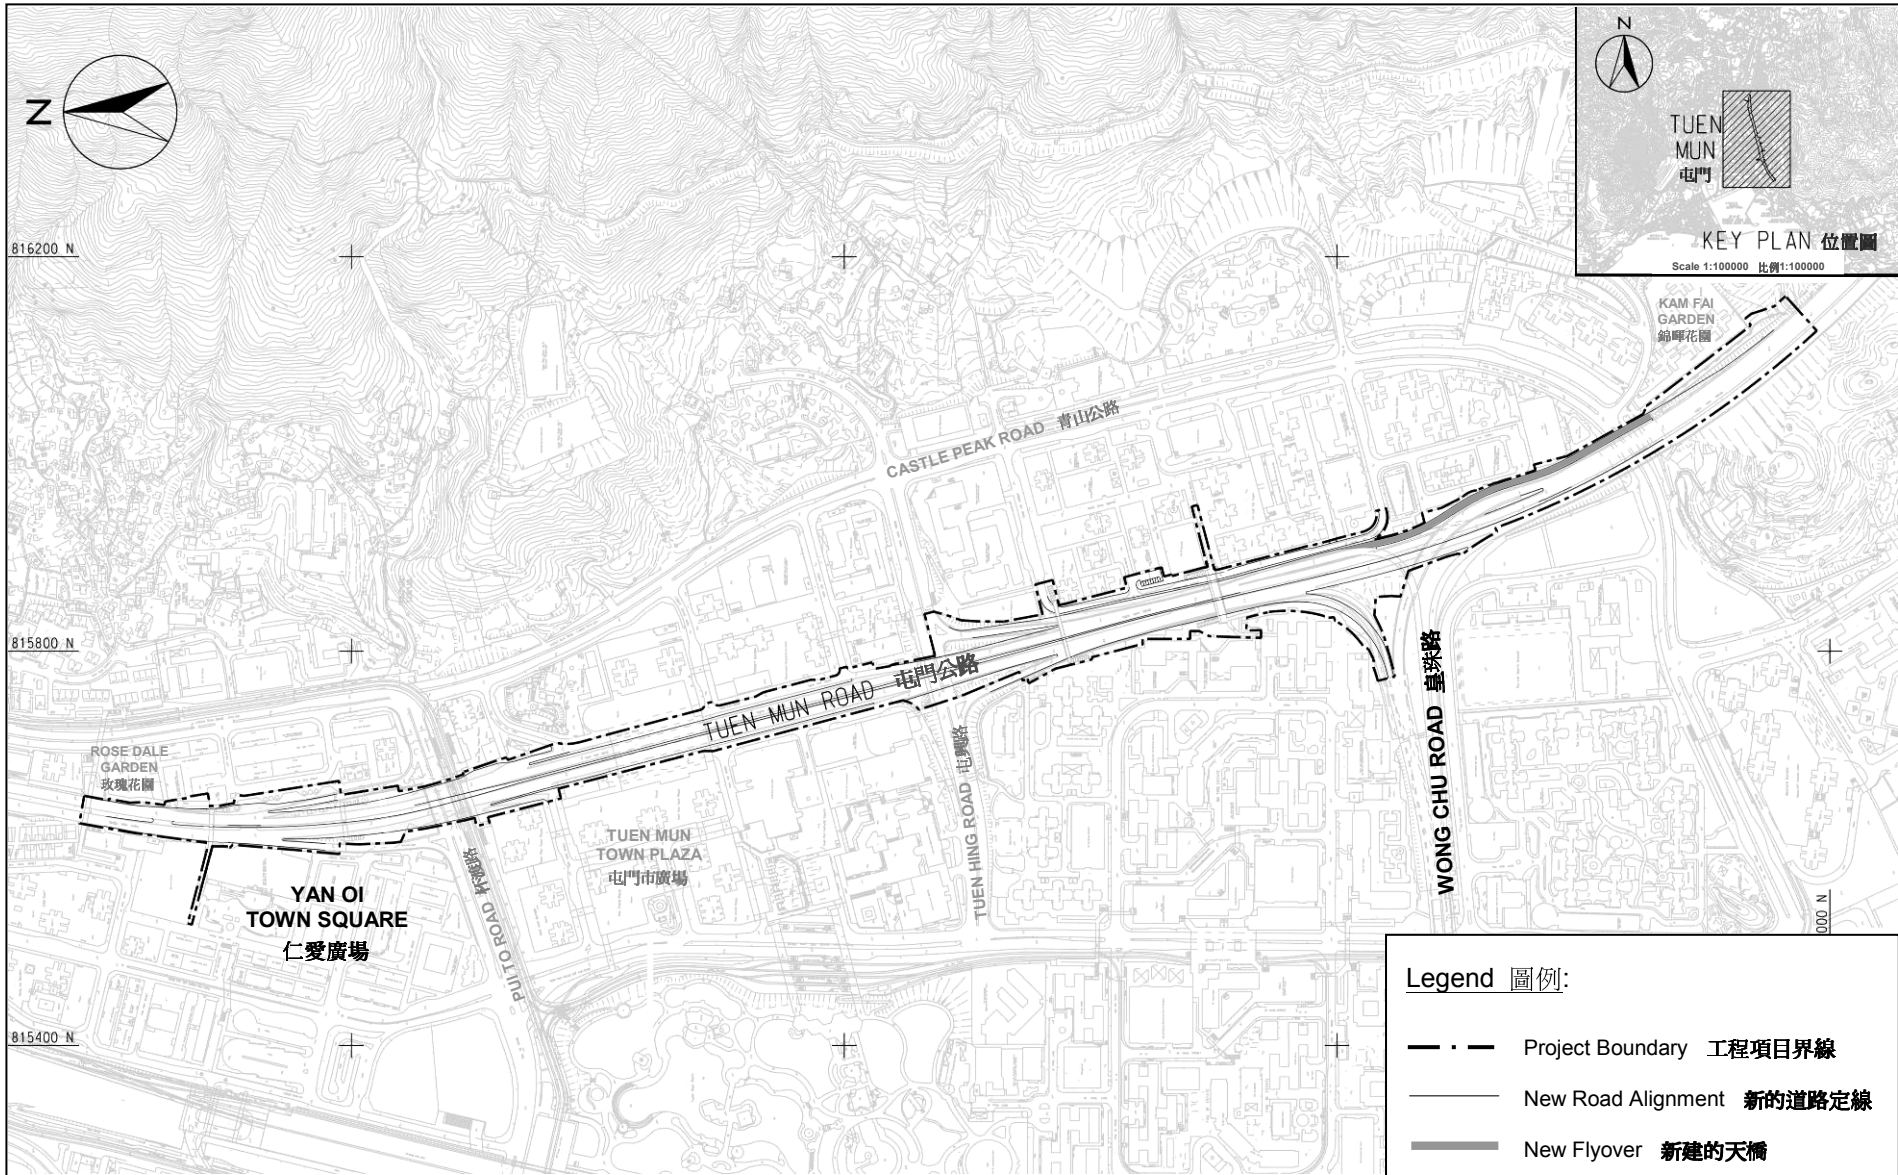 Z
N
TUEN
MUN
屯門
KEY PLAN 位置圖
Scale 1:100000 比例1:100000
816200 N
KAM FAI
GARDEN
錦暉花園
CASTLE PEAK ROAD 青山公路
815800 N
TUEN MUN ROAD 屯門公路
ROSE DALE
GARDEN
玫瑰花園
TUEN MUN
TOWN PLAZA
屯門市廣場
TUEN HING ROAD 屯興路
WONG CHU ROAD 皇珠路
YAN OI
TOWN SQUARE
仁愛廣場
PUI TO ROAD 杯渡路
000 N
815400 N
Legend 圖例:
Project Boundary 工程項目界線
New Road Alignment 新的道路定線
New Flyover 新建的天橋